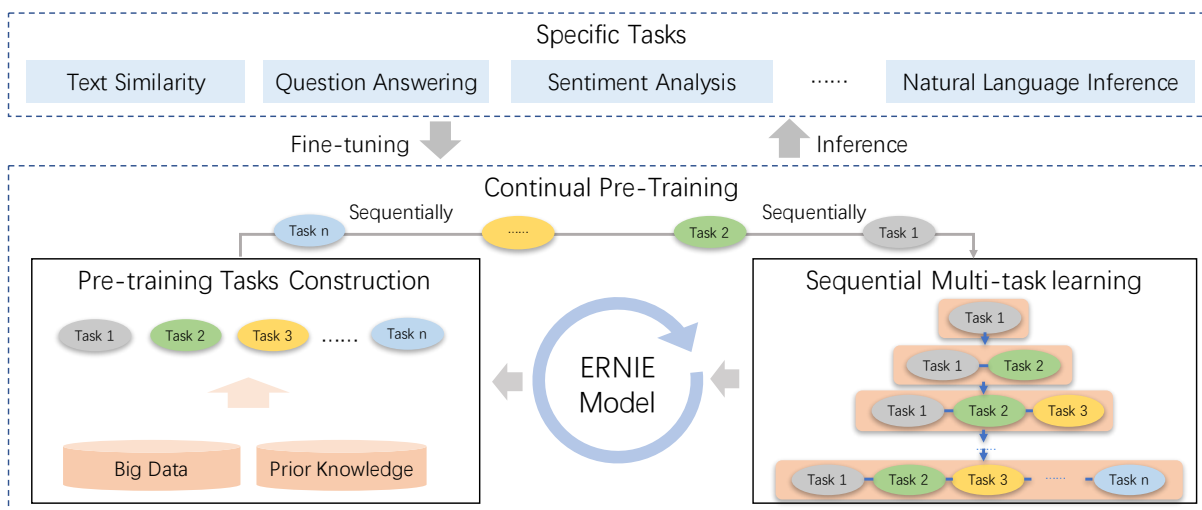 Specific Tasks
Text Similarity
Question Answering
Sentiment Analysis
......
Natural Language Inference
Fine-tuning
Inference
Continual Pre-Training
Sequentially
Sequentially
Task n
......
Task 2
Task 1
Pre-training Tasks Construction
Task 1
Task 2
Task 3
......
Task n
Big Data
Prior Knowledge
ERNIE
Model
Sequential Multi-task learning
Task 1
Task 1
Task 2
Task 1
Task 2
Task 3
......
Task 1
Task 2
Task 3
......
Task n